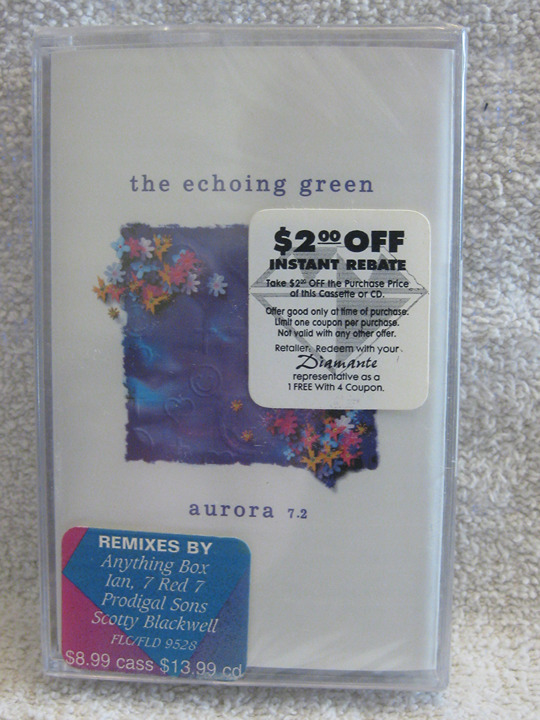 the echoing green
$2.00 OFF
INSTANT REBATE
Take $2.00 OFF the Purchase Price
of this Cassette or CD.
Offer good only at time of purchase.
Limit one coupon per purchase.
Not valid with any other offer.
Retailer: Redeem with your
Diamante
representative as a
1 FREE With 4 Coupon.
aurora 7.2
REMIXES BY
Anything Box
Ian, 7 Red 7
Prodigal Sons
Scotty Blackwell
FLC/FLD 9528
$8.99 cass $13.99 cd